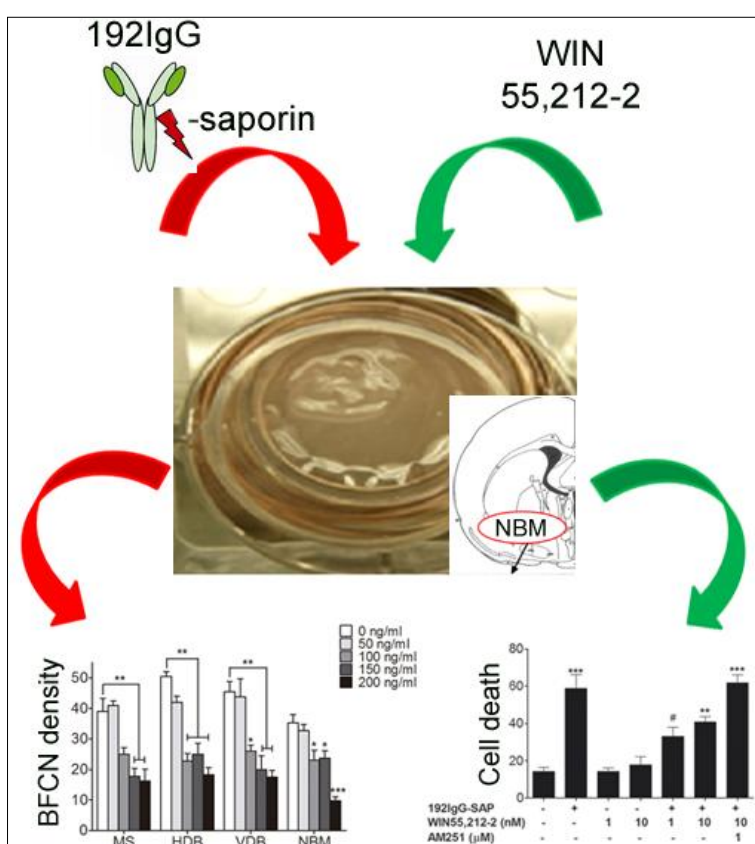 192IgG
-saporin
WIN
55,212-2
NBM
0 ng/ml
50 ng/ml
100 ng/ml
150 ng/ml
200 ng/ml
BFCN density
50
40
30
20
10
0
**
**
**
*
* *
***
MS HDB VDB NBM
Cell death
80
60
40
20
0
***
#
**
***
192IgG-SAP - + - - + + +
WIN55,212-2 (nM) - - 1 10 1 10 10
AM251 (μM) - - - - - - 1